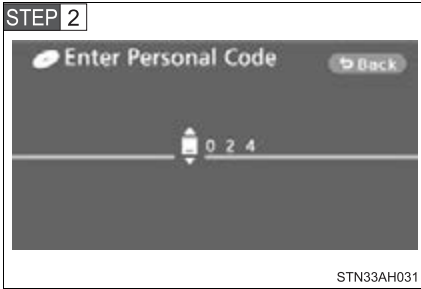 STEP 2
Enter Personal Code
Back
_ 0 2 4
STN33AH031